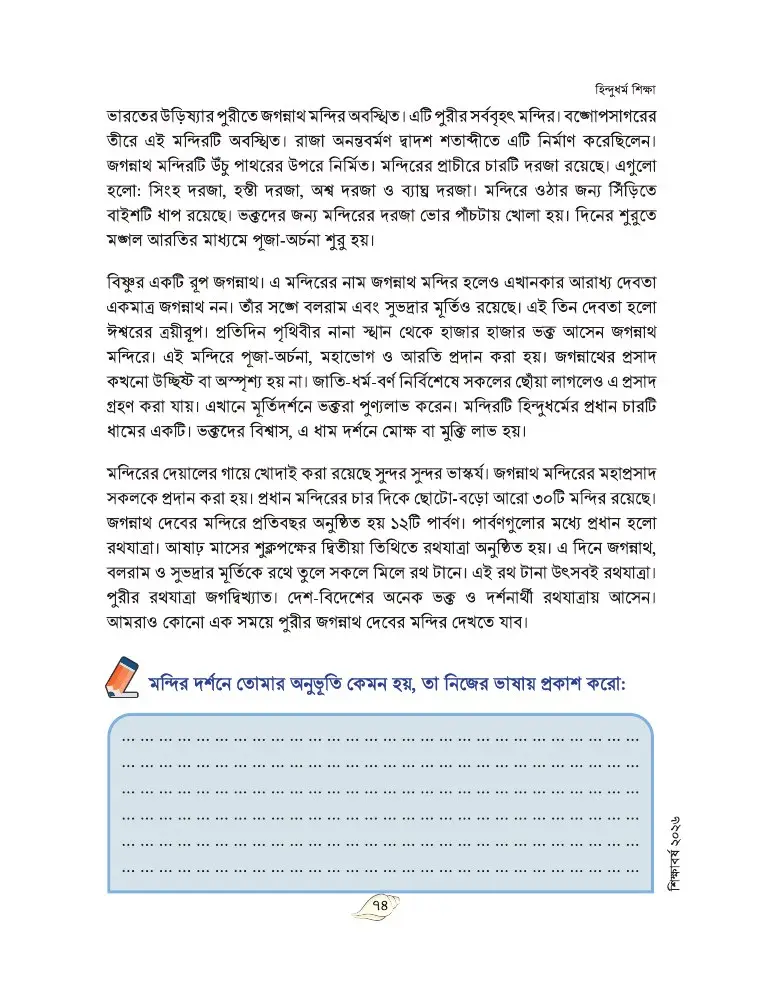 হিন্দুধর্ম শিক্ষা
ভারতের উড়িষ্যার পুরীতে জগন্নাথ মন্দির অবস্থিত। এটি পুরীর সর্ববৃহৎ মন্দির। বঙ্গোপসাগরের
তীরে এই মন্দিরটি অবস্থিত। রাজা অনন্তবর্মণ দ্বাদশ শতাব্দীতে এটি নির্মাণ করেছিলেন।
জগন্নাথ মন্দিরটি উঁচু পাথরের উপরে নির্মিত। মন্দিরের প্রাচীরে চারটি দরজা রয়েছে। এগুলো
হলো: সিংহ দরজা, হস্তী দরজা, অশ্ব দরজা ও ব্যাঘ্র দরজা। মন্দিরে ওঠার জন্য সিঁড়িতে
বাইশটি ধাপ রয়েছে। ভক্তদের জন্য মন্দিরের দরজা ভোর পাঁচটায় খোলা হয়। দিনের শুরুতে
মঙ্গল আরতির মাধ্যমে পূজা-অর্চনা শুরু হয়।
বিষ্ণুর একটি রূপ জগন্নাথ। এ মন্দিরের নাম জগন্নাথ মন্দির হলেও এখানকার আরাধ্য দেবতা
একমাত্র জগন্নাথ নন। তাঁর সঙ্গে বলরাম এবং সুভদ্রার মূর্তিও রয়েছে। এই তিন দেবতা হলো
ঈশ্বরের ত্রয়ীরূপ। প্রতিদিন পৃথিবীর নানা স্থান থেকে হাজার হাজার ভক্ত আসেন জগন্নাথ
মন্দিরে। এই মন্দিরে পূজা-অর্চনা, মহাভোগ ও আরতি প্রদান করা হয়। জগন্নাথের প্রসাদ
কখনো উচ্ছিষ্ট বা অস্পৃশ্য হয় না। জাতি-ধর্ম-বর্ণ নির্বিশেষে সকলের ছোঁয়া লাগলেও এ প্রসাদ
গ্রহণ করা যায়। এখানে মূর্তিদর্শনে ভক্তরা পুণ্যলাভ করেন। মন্দিরটি হিন্দুধর্মের প্রধান চারটি
ধামের একটি। ভক্তদের বিশ্বাস, এ ধাম দর্শনে মোক্ষ বা মুক্তি লাভ হয়।
মন্দিরের দেয়ালের গায়ে খোদাই করা রয়েছে সুন্দর সুন্দর ভাস্কর্য। জগন্নাথ মন্দিরের মহাপ্রসাদ
সকলকে প্রদান করা হয়। প্রধান মন্দিরের চার দিকে ছোটো-বড়ো আরো ৩০টি মন্দির রয়েছে।
জগন্নাথ দেবের মন্দিরে প্রতিবছর অনুষ্ঠিত হয় ১২টি পার্বণ। পার্বণগুলোর মধ্যে প্রধান হলো
রথযাত্রা। আষাঢ় মাসের শুক্লপক্ষের দ্বিতীয়া তিথিতে রথযাত্রা অনুষ্ঠিত হয়। এ দিনে জগন্নাথ,
বলরাম ও সুভদ্রার মূর্তিকে রথে তুলে সকলে মিলে রথ টানে। এই রথ টানা উৎসবই রথযাত্রা।
পুরীর রথযাত্রা জগদ্বিখ্যাত। দেশ-বিদেশের অনেক ভক্ত ও দর্শনার্থী রথযাত্রায় আসেন।
আমরাও কোনো এক সময়ে পুরীর জগন্নাথ দেবের মন্দির দেখতে যাব।
মন্দির দর্শনে তোমার অনুভূতি কেমন হয়, তা নিজের ভাষায় প্রকাশ করো:
শিক্ষাবর্ষ ২০২৬
৭৪